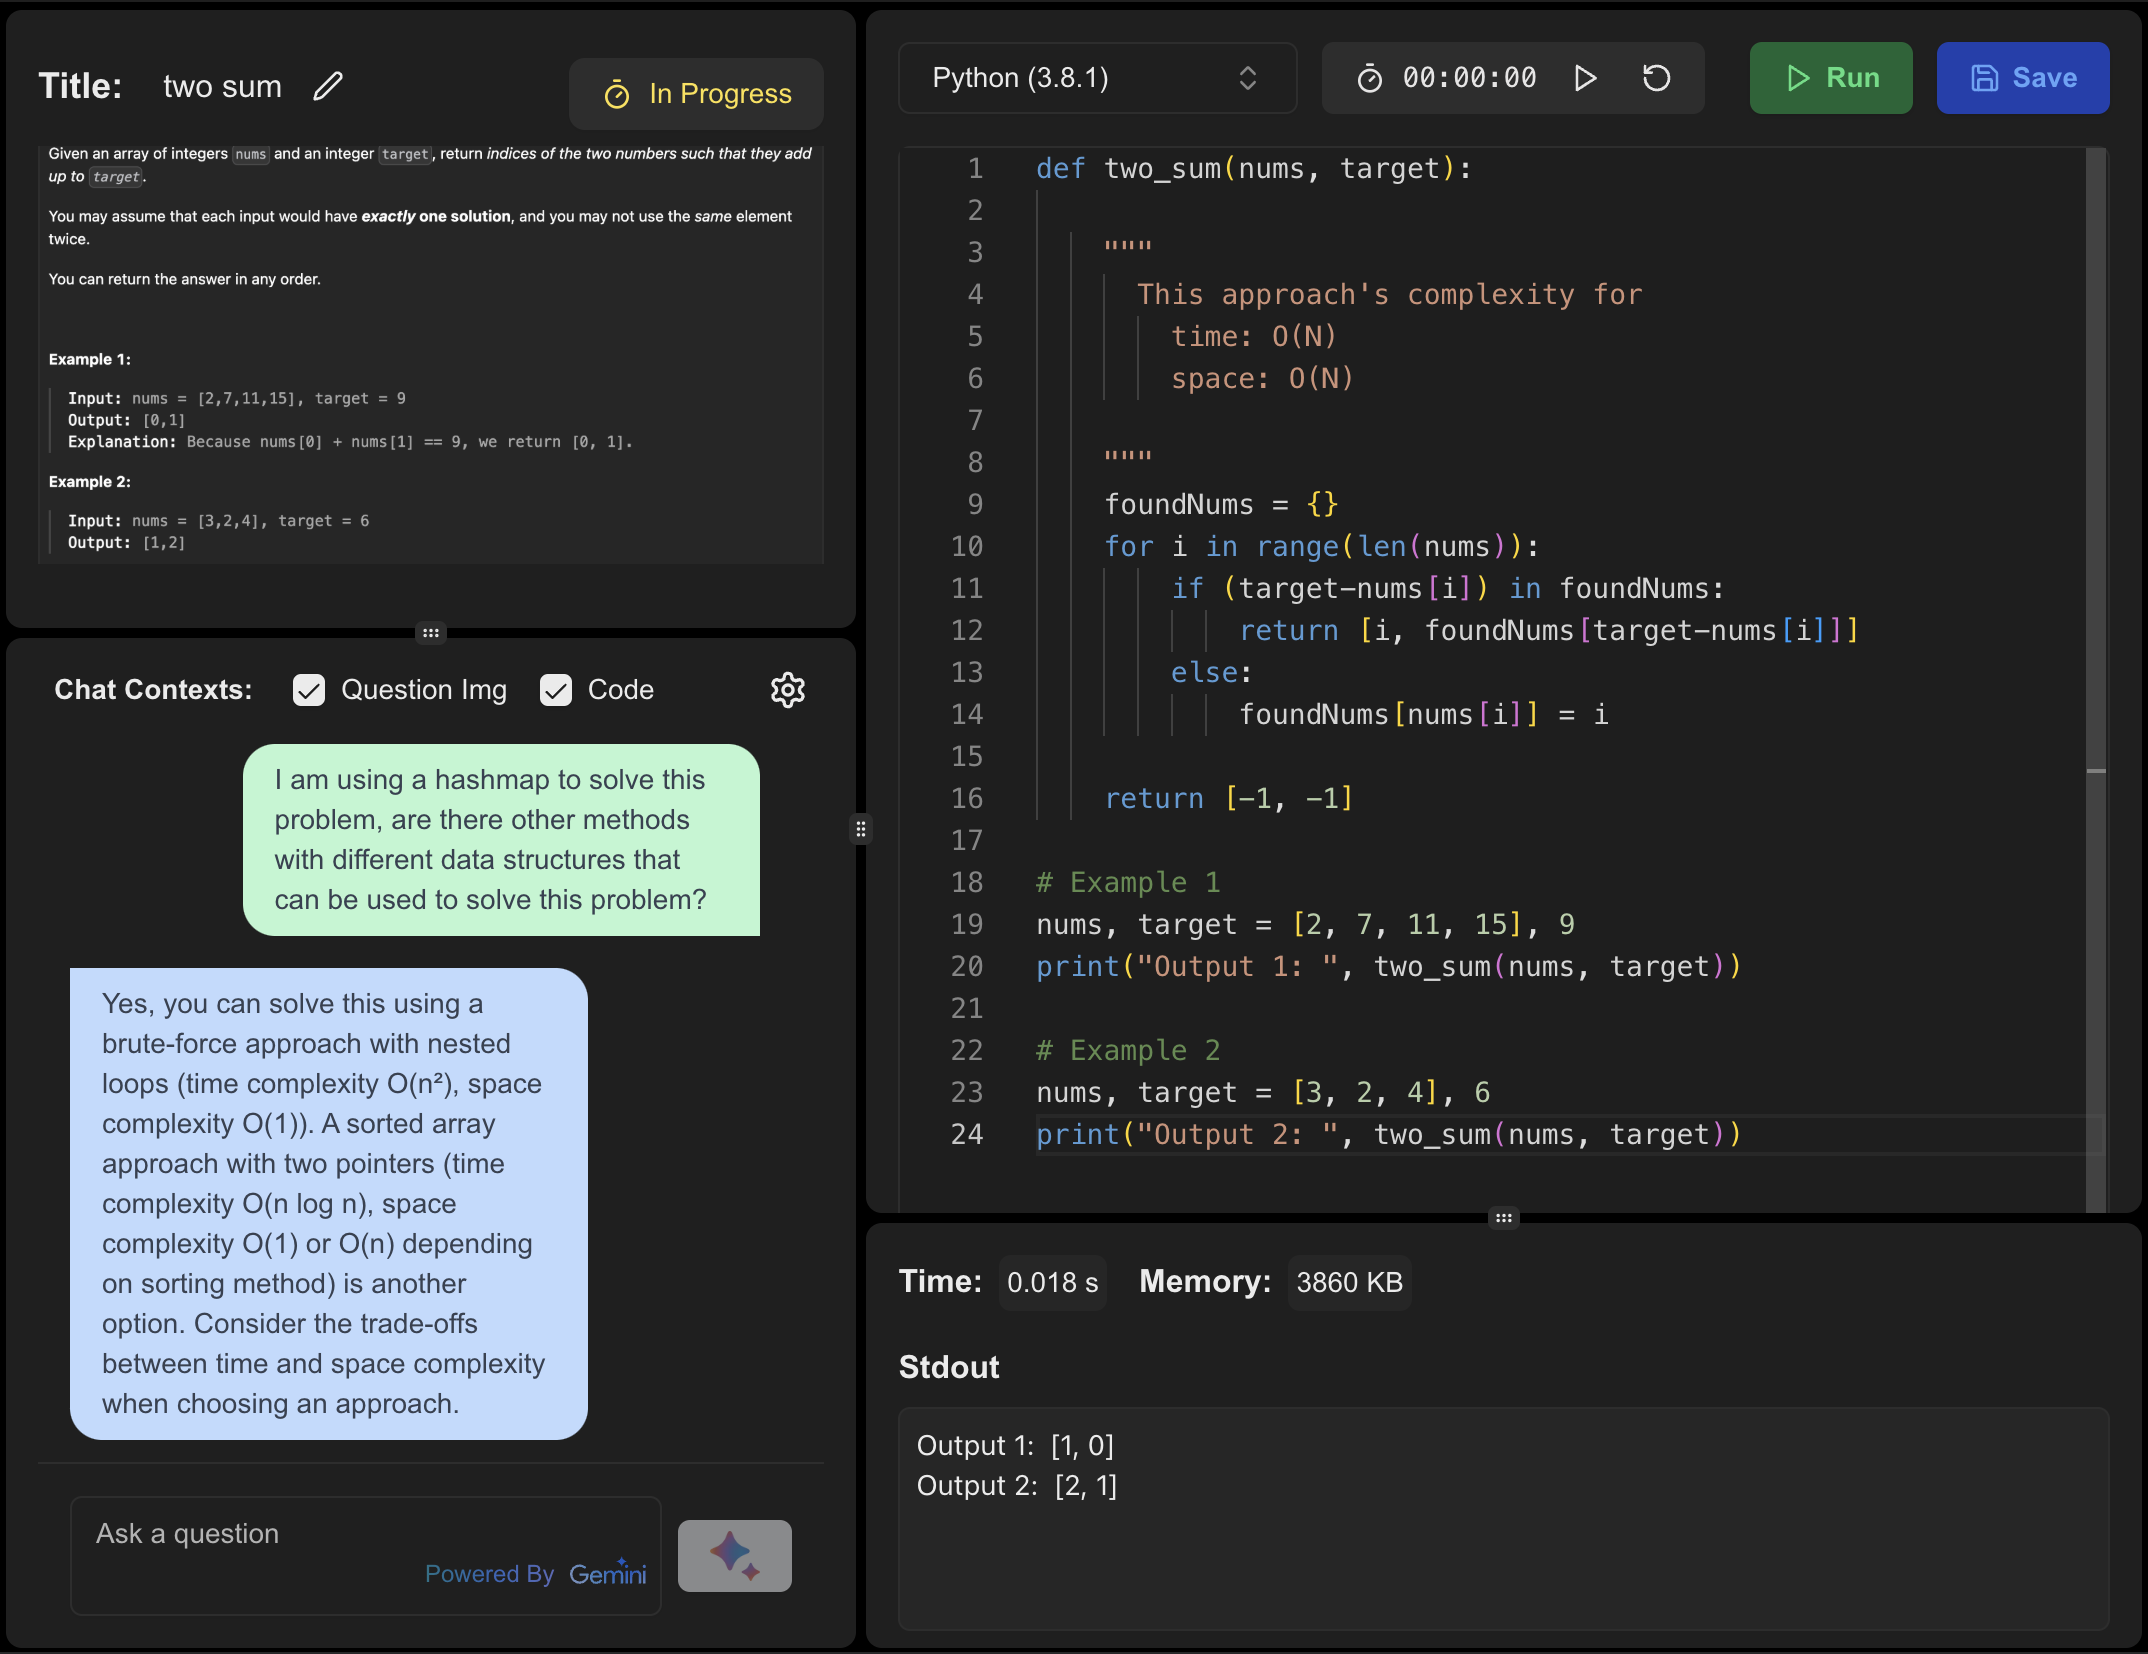 Title: two sum
In Progress
Given an array of integers nums and an integer target, return indices of the two numbers such that they add
up to target.
You may assume that each input would have exactly one solution, and you may not use the same element
twice.
You can return the answer in any order.
Example 1:
Input: nums = [2,7,11,15], target = 9
Output: [0,1]
Explanation: Because nums[0] + nums[1] == 9, we return [0, 1].
Example 2:
Input: nums = [3,2,4], target = 6
Output: [1,2]
Chat Contexts: Question Img Code
I am using a hashmap to solve this
problem, are there other methods
with different data structures that
can be used to solve this problem?
Yes, you can solve this using a
brute-force approach with nested
loops (time complexity O(n²), space
complexity O(1)). A sorted array
approach with two pointers (time
complexity O(n log n), space
complexity O(1) or O(n) depending
on sorting method) is another
option. Consider the trade-offs
between time and space complexity
when choosing an approach.
Ask a question
Powered By Gemini
Python (3.8.1)
00:00:00
Run
Save
1 def two_sum(nums, target):
2
3 """
4 This approach's complexity for
5 time: O(N)
6 space: O(N)
7
8 """
9 foundNums = {}
10 for i in range(len(nums)):
11 if (target-nums[i]) in foundNums:
12 return [i, foundNums[target-nums[i]]]
13 else:
14 foundNums[nums[i]] = i
15
16 return [-1, -1]
17
18 # Example 1
19 nums, target = [2, 7, 11, 15], 9
20 print("Output 1: ", two_sum(nums, target))
21
22 # Example 2
23 nums, target = [3, 2, 4], 6
24 print("Output 2: ", two_sum(nums, target))
Time: 0.018 s Memory: 3860 KB
Stdout
Output 1: [1, 0]
Output 2: [2, 1]